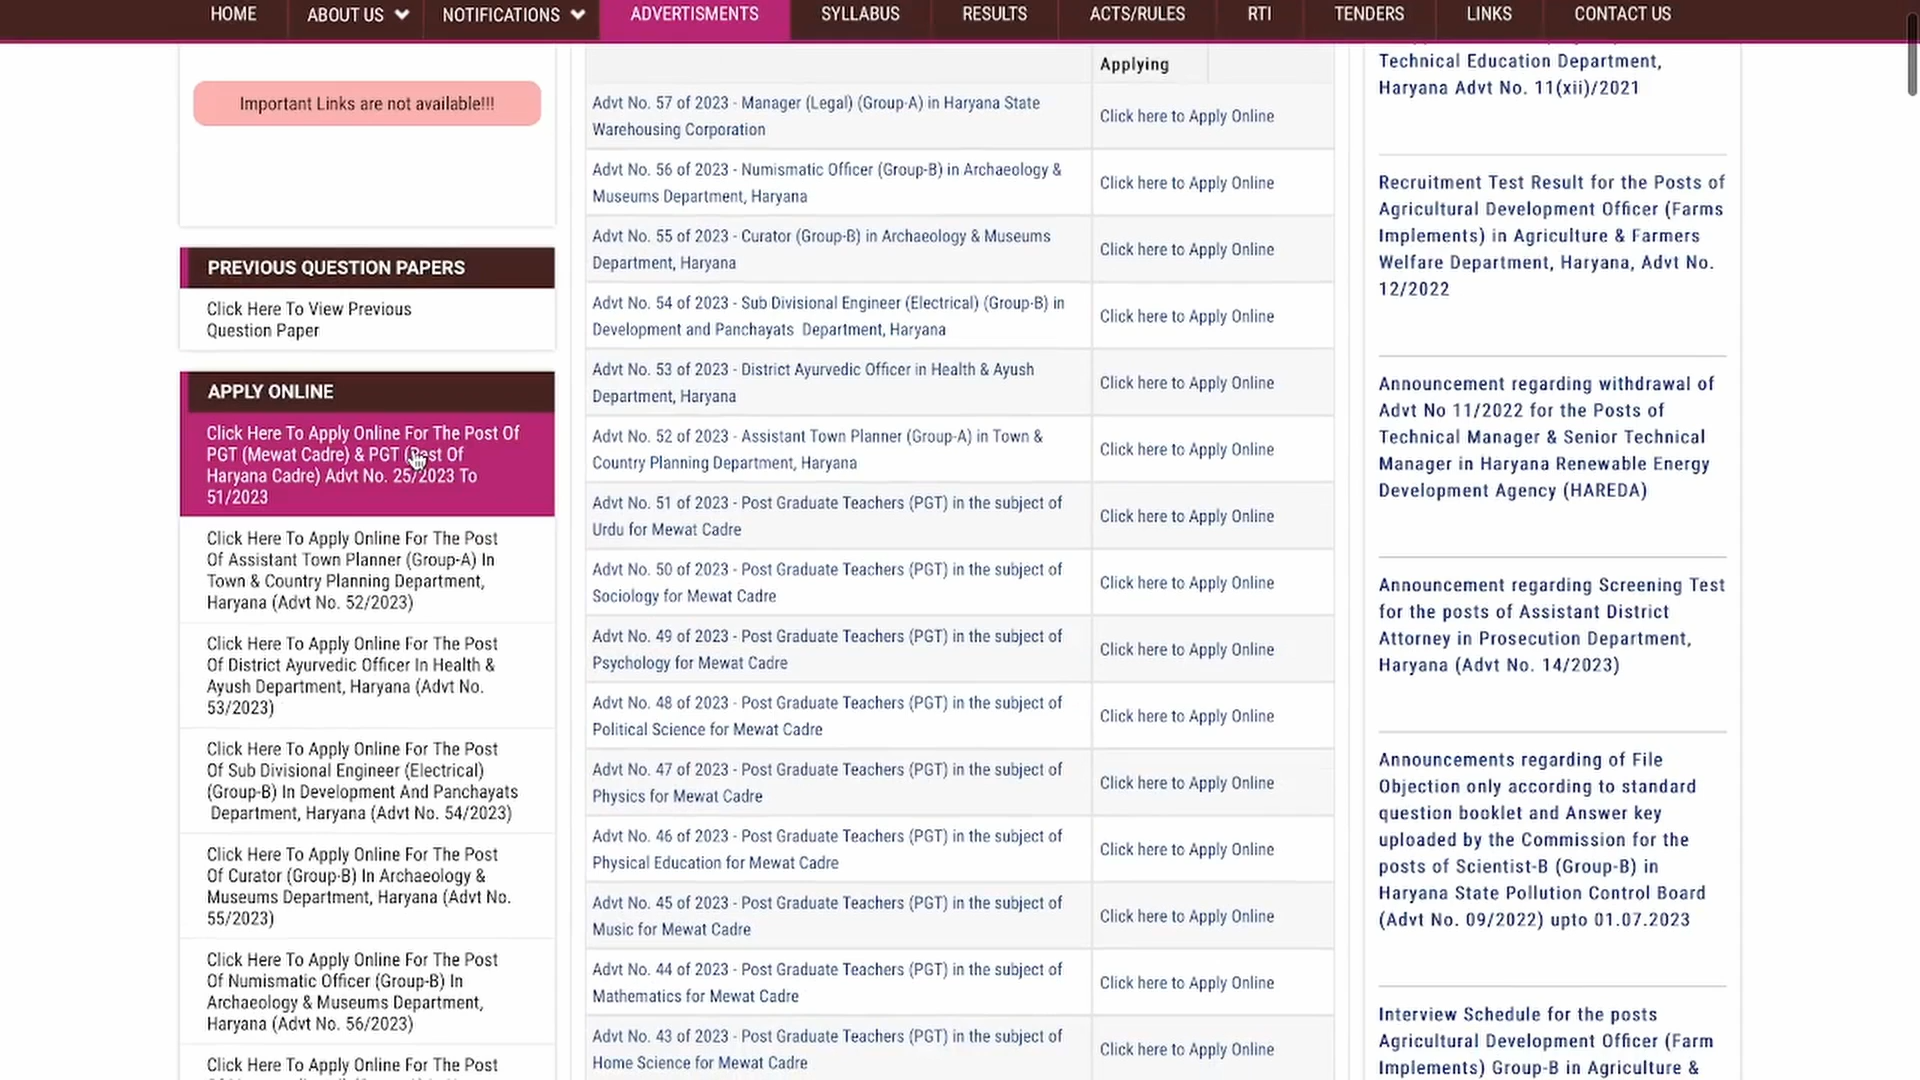 HOME
ABOUT US
NOTIFICATIONS
ADVERTISMENTS
SYLLABUS
RESULTS
ACTS/RULES
RTI
TENDERS
LINKS
CONTACT US
Important Links are not available!!!
PREVIOUS QUESTION PAPERS
Click Here To View Previous
Question Paper
APPLY ONLINE
Click Here To Apply Online For The Post Of
PGT (Mewat Cadre) & PGT (Rest Of
Haryana Cadre) Advt No. 25/2023 To
51/2023
Click Here To Apply Online For The Post
Of Assistant Town Planner (Group-A) In
Town & Country Planning Department,
Haryana (Advt No. 52/2023)
Click Here To Apply Online For The Post
Of District Ayurvedic Officer In Health &
Ayush Department, Haryana (Advt No.
53/2023)
Click Here To Apply Online For The Post
Of Sub Divisional Engineer (Electrical)
(Group-B) In Development And Panchayats
Department, Haryana (Advt No. 54/2023)
Click Here To Apply Online For The Post
Of Curator (Group-B) In Archaeology &
Museums Department, Haryana (Advt No.
55/2023)
Click Here To Apply Online For The Post
Of Numismatic Officer (Group-B) In
Archaeology & Museums Department,
Haryana (Advt No. 56/2023)
Click Here To Apply Online For The Post
Applying
Advt No. 57 of 2023 - Manager (Legal) (Group-A) in Haryana State
Warehousing Corporation
Click here to Apply Online
Advt No. 56 of 2023 - Numismatic Officer (Group-B) in Archaeology &
Museums Department, Haryana
Click here to Apply Online
Advt No. 55 of 2023 - Curator (Group-B) in Archaeology & Museums
Department, Haryana
Click here to Apply Online
Advt No. 54 of 2023 - Sub Divisional Engineer (Electrical) (Group-B) in
Development and Panchayats Department, Haryana
Click here to Apply Online
Advt No. 53 of 2023 - District Ayurvedic Officer in Health & Ayush
Department, Haryana
Click here to Apply Online
Advt No. 52 of 2023 - Assistant Town Planner (Group-A) in Town &
Country Planning Department, Haryana
Click here to Apply Online
Advt No. 51 of 2023 - Post Graduate Teachers (PGT) in the subject of
Urdu for Mewat Cadre
Click here to Apply Online
Advt No. 50 of 2023 - Post Graduate Teachers (PGT) in the subject of
Sociology for Mewat Cadre
Click here to Apply Online
Advt No. 49 of 2023 - Post Graduate Teachers (PGT) in the subject of
Psychology for Mewat Cadre
Click here to Apply Online
Advt No. 48 of 2023 - Post Graduate Teachers (PGT) in the subject of
Political Science for Mewat Cadre
Click here to Apply Online
Advt No. 47 of 2023 - Post Graduate Teachers (PGT) in the subject of
Physics for Mewat Cadre
Click here to Apply Online
Advt No. 46 of 2023 - Post Graduate Teachers (PGT) in the subject of
Physical Education for Mewat Cadre
Click here to Apply Online
Advt No. 45 of 2023 - Post Graduate Teachers (PGT) in the subject of
Music for Mewat Cadre
Click here to Apply Online
Advt No. 44 of 2023 - Post Graduate Teachers (PGT) in the subject of
Mathematics for Mewat Cadre
Click here to Apply Online
Advt No. 43 of 2023 - Post Graduate Teachers (PGT) in the subject of
Home Science for Mewat Cadre
Click here to Apply Online
Technical Education Department,
Haryana Advt No. 11(xii)/2021
Recruitment Test Result for the Posts of
Agricultural Development Officer (Farms
Implements) in Agriculture & Farmers
Welfare Department, Haryana, Advt No.
12/2022
Announcement regarding withdrawal of
Advt No 11/2022 for the Posts of
Technical Manager & Senior Technical
Manager in Haryana Renewable Energy
Development Agency (HAREDA)
Announcement regarding Screening Test
for the posts of Assistant District
Attorney in Prosecution Department,
Haryana (Advt No. 14/2023)
Announcements regarding of File
Objection only according to standard
question booklet and Answer key
uploaded by the Commission for the
posts of Scientist-B (Group-B) in
Haryana State Pollution Control Board
(Advt No. 09/2022) upto 01.07.2023
Interview Schedule for the posts
Agricultural Development Officer (Farm
Implements) Group-B in Agriculture &